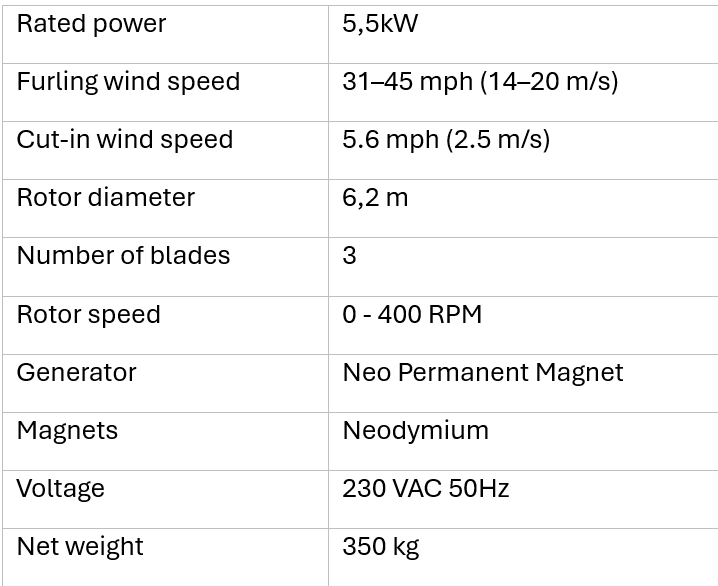 Rated power 5,5kW
Furling wind speed 31–45 mph (14–20 m/s)
Cut-in wind speed 5.6 mph (2.5 m/s)
Rotor diameter 6,2 m
Number of blades 3
Rotor speed 0 - 400 RPM
Generator Neo Permanent Magnet
Magnets Neodymium
Voltage 230 VAC 50Hz
Net weight 350 kg